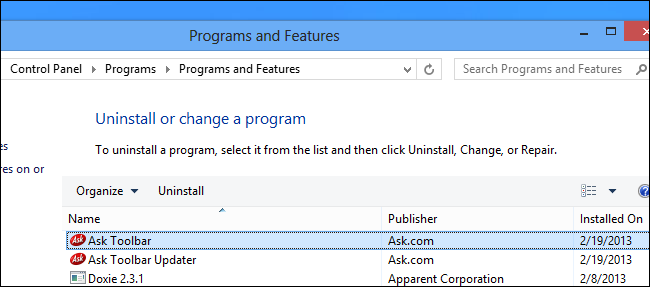 Programs and Features
Control Panel Programs Programs and Features Search Programs and Features
Uninstall or change a program
To uninstall a program, select it from the list and then click Uninstall, Change, or Repair.
es
res on or
Organize Uninstall
Name Publisher Installed On
Ask Ask Toolbar Ask.com 2/19/2013
Ask Ask Toolbar Updater Ask.com 2/19/2013
Doxie 2.3.1 Apparent Corporation 2/8/2013